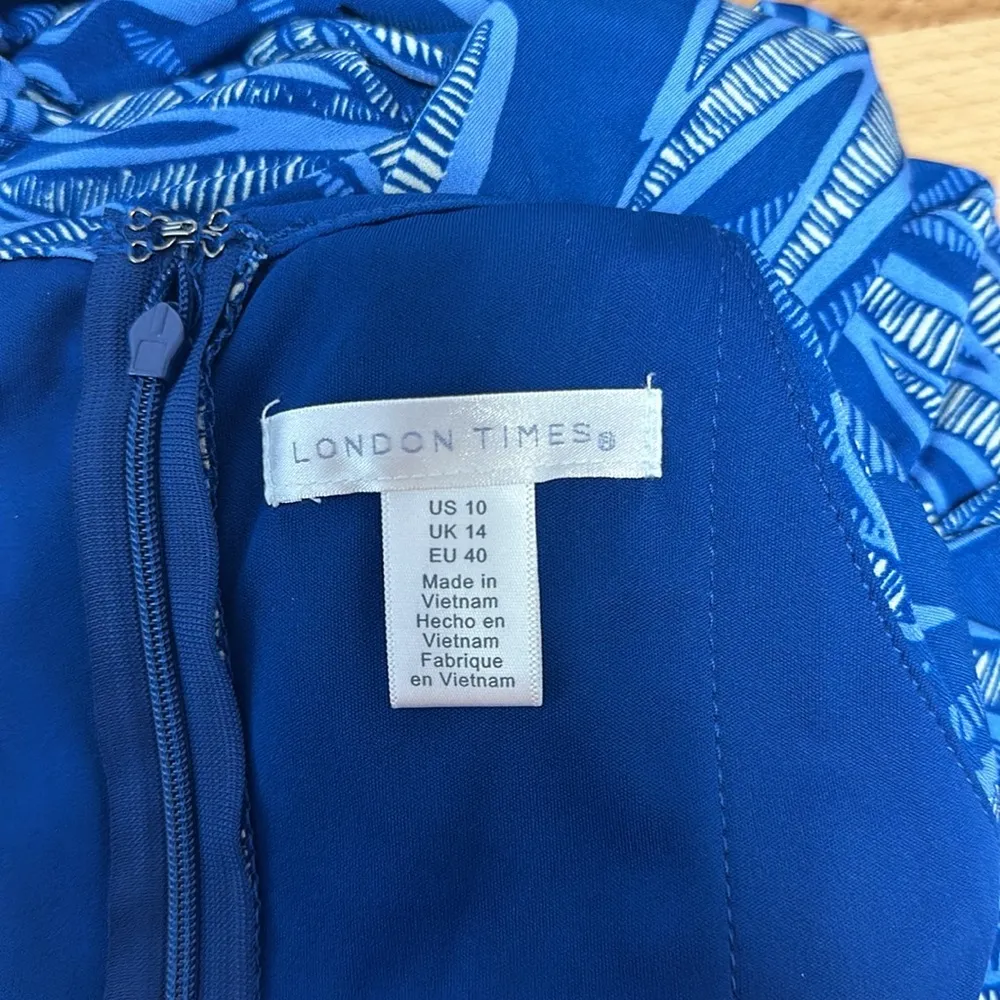 LONDON TIMES®
US 10
UK 14
EU 40
Made in
Vietnam
Hecho en
Vietnam
Fabrique
en Vietnam